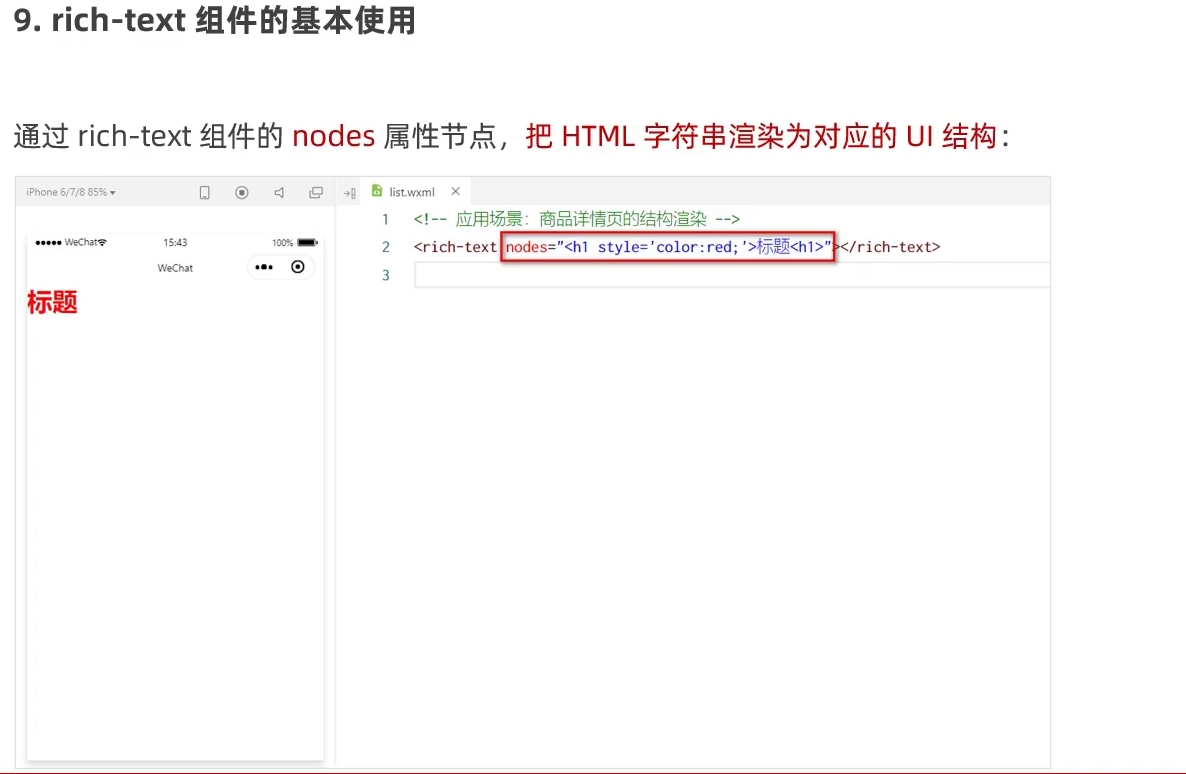 9. rich-text 组件的基本使用
通过 rich-text 组件的 nodes 属性节点，把 HTML 字符串渲染为对应的 UI 结构：
iPhone 6/7/8 85%
list.wxml
WeChat 15:43 100%
WeChat
标题
1 <!-- 应用场景：商品详情页的结构渲染 -->
2 <rich-text nodes="<h1 style='color:red;'>标题<h1>"></rich-text>
3